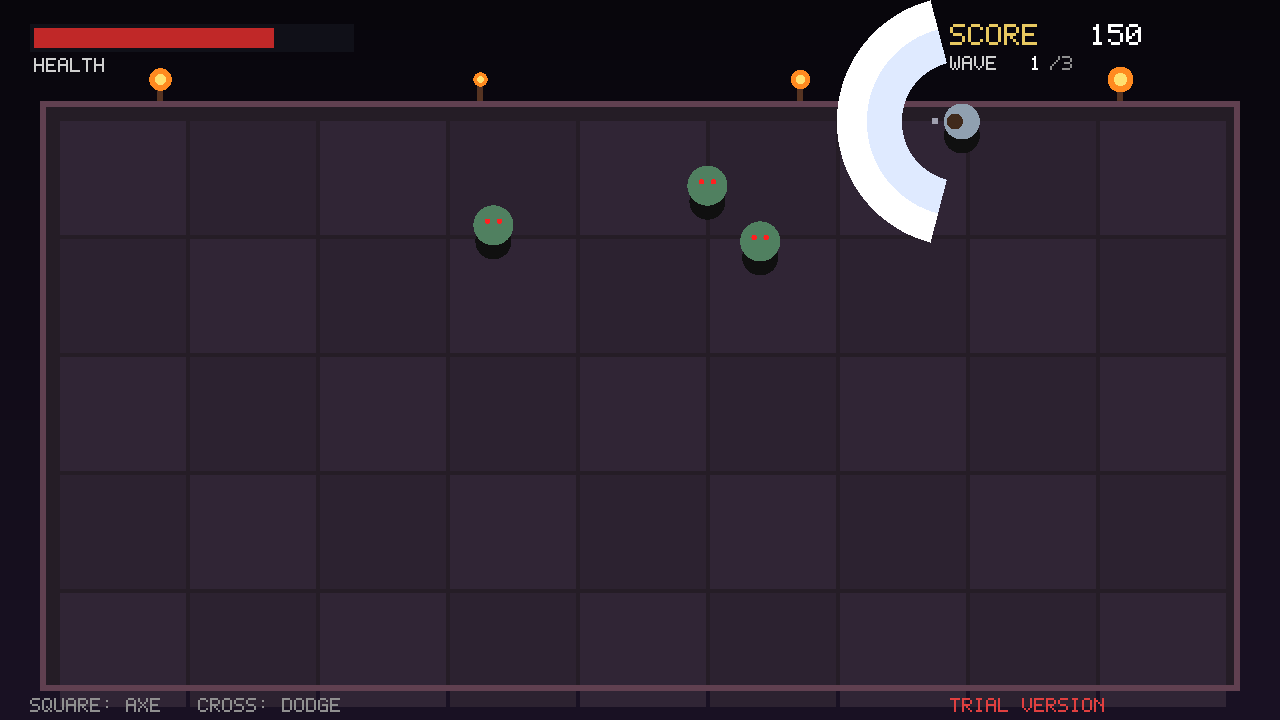 SCORE 150
HEALTH
WAVE 1 /3
SQUARE: AXE CROSS: DODGE
TRIAL VERSION